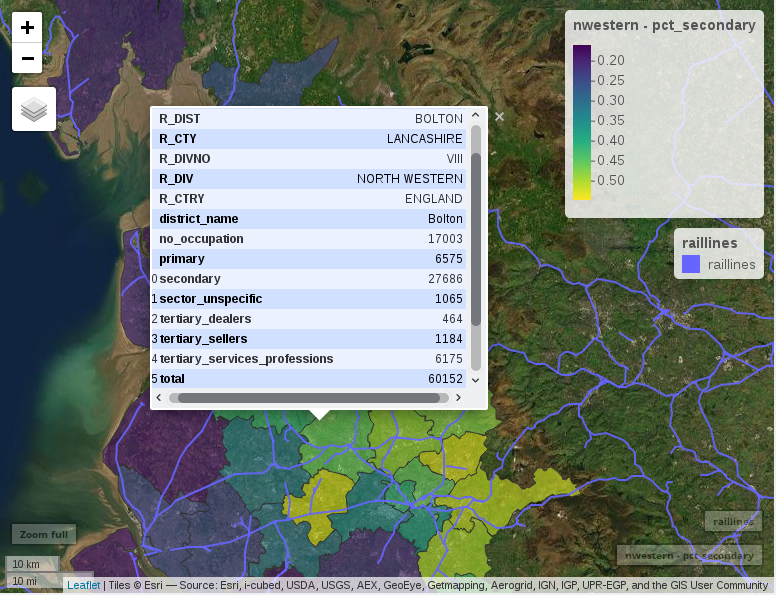 +
−
nwestern - pct_secondary
0.20
0.25
0.30
0.35
0.40
0.45
0.50
raillines
raillines
×
R_DIST BOLTON
R_CTY LANCASHIRE
R_DIVNO VIII
R_DIV NORTH WESTERN
R_CTRY ENGLAND
district_name Bolton
no_occupation 17003
primary 6575
0 secondary 27686
1 sector_unspecific 1065
2 tertiary_dealers 464
3 tertiary_sellers 1184
4 tertiary_services_professions 6175
5 total 60152
raillines
Zoom full
nwestern - pct_secondary
10 km
10 mi
Leaflet | Tiles © Esri — Source: Esri, i-cubed, USDA, USGS, AEX, GeoEye, Getmapping, Aerogrid, IGN, IGP, UPR-EGP, and the GIS User Community